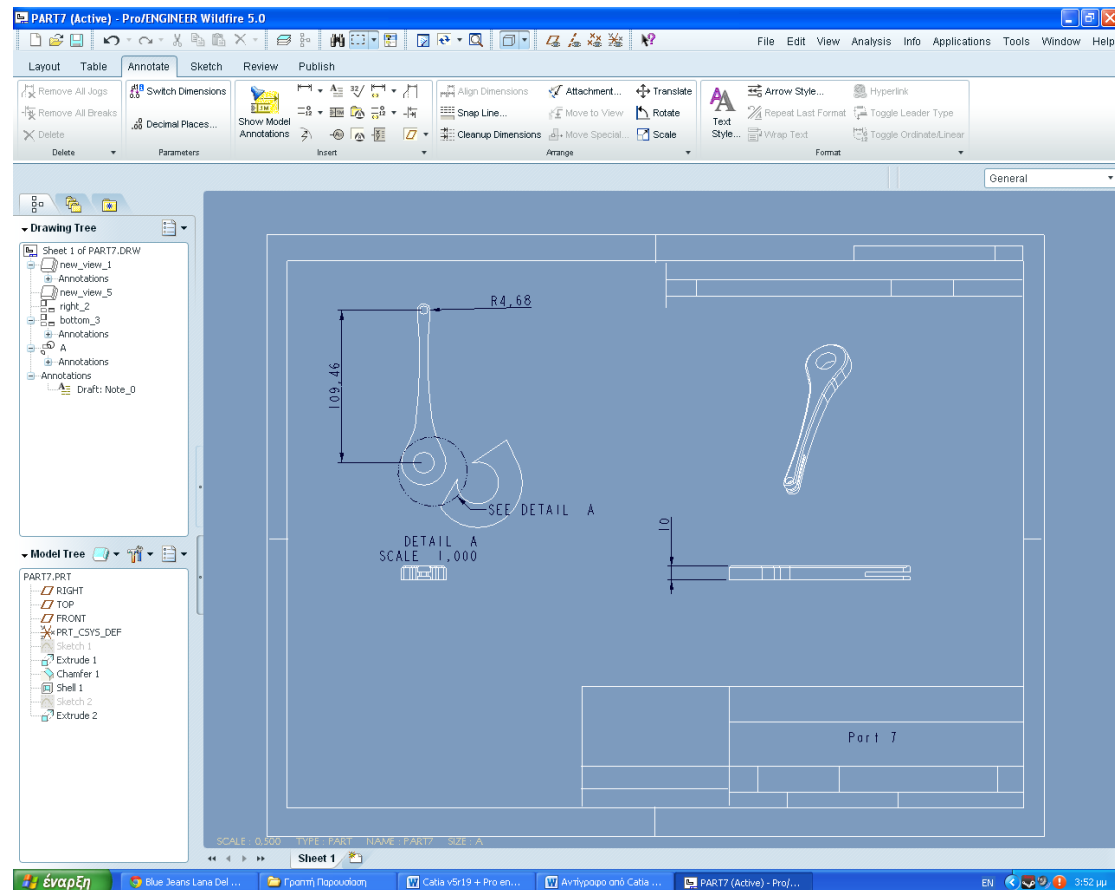 PART7 (Active) - Pro/ENGINEER Wildfire 5.0
File Edit View Analysis Info Applications Tools Window Help
Layout Table Annotate Sketch Review Publish
Remove All Jogs
Remove All Breaks
Delete
Delete
Switch Dimensions
Decimal Places...
Parameters
Show Model Annotations
Insert
Align Dimensions
Snap Line...
Cleanup Dimensions
Attachment...
Move to View
Move Special...
Translate
Rotate
Scale
Arrange
Text Style...
Arrow Style...
Repeat Last Format
Wrap Text
Hyperlink
Toggle Leader Type
Toggle Ordinate/Linear
Format
General
Drawing Tree
Sheet 1 of PART7.DRW
new_view_1
Annotations
new_view_5
right_2
bottom_3
Annotations
A
Annotations
Annotations
Draft: Note_0
Model Tree
PART7.PRT
RIGHT
TOP
FRONT
PRT_CSYS_DEF
Sketch 1
Extrude 1
Chamfer 1
Shell 1
Sketch 2
Extrude 2
R4,68
109,46
SEE DETAIL A
DETAIL A
SCALE 1,000
10
Part 7
SCALE : 0.500 TYPE : PART NAME : PART7 SIZE : A
Sheet 1
έναρξη
Blue Jeans Lana Del ...
Γραπτή Παρουσίαση
Catia v5r19 + Pro en...
Αντίγραφο από Catia ...
PART7 (Active) - Pro/...
EN
3:52 μμ